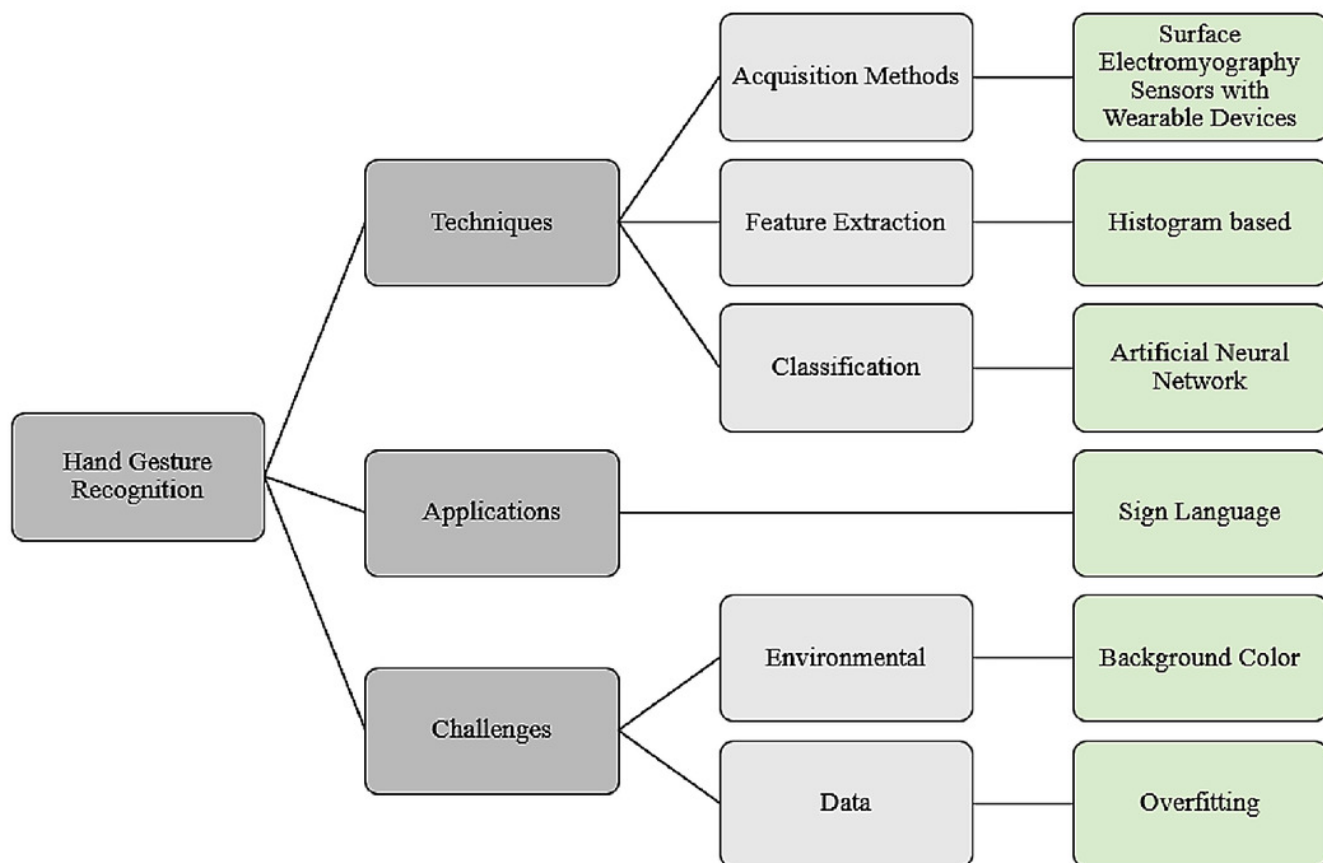 Hand Gesture
Recognition
Techniques
Acquisition Methods
Surface
Electromyography
Sensors with
Wearable Devices
Feature Extraction
Histogram based
Classification
Artificial Neural
Network
Applications
Sign Language
Challenges
Environmental
Background Color
Data
Overfitting